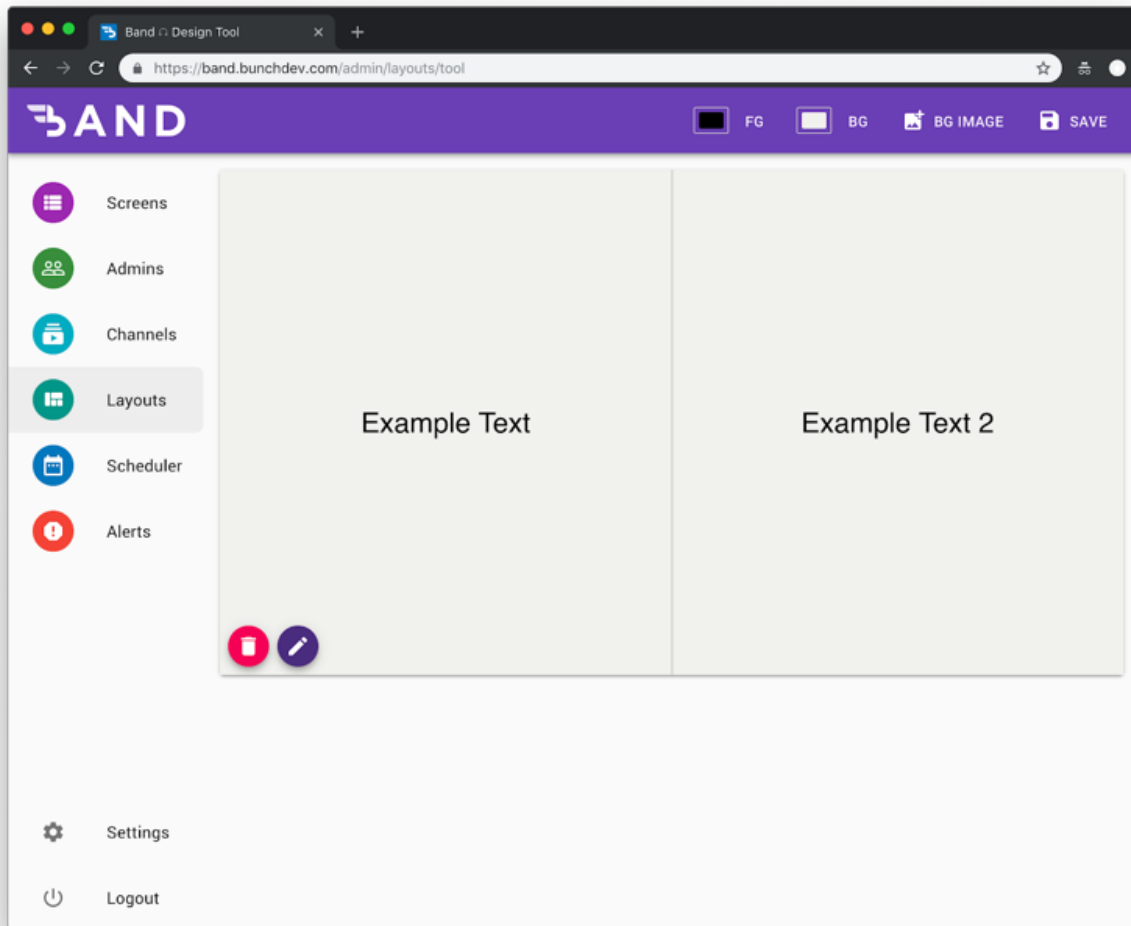 Band ∩ Design Tool
https://band.bunchdev.com/admin/layouts/tool
BAND
FG
BG
BG IMAGE
SAVE
Screens
Admins
Channels
Layouts
Scheduler
Alerts
Example Text
Example Text 2
Settings
Logout